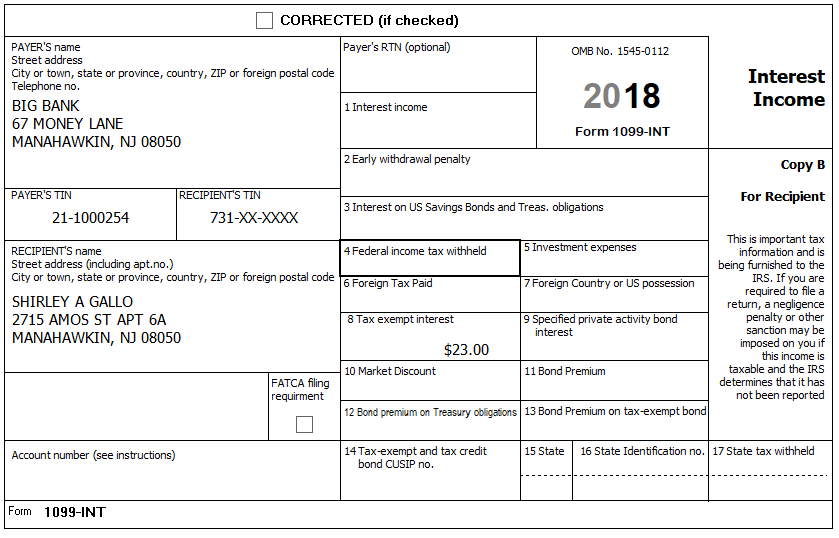 CORRECTED (if checked)
PAYER'S name
Street address
City or town, state or province, country, ZIP or foreign postal code
Telephone no.
BIG BANK
67 MONEY LANE
MANAHAWKIN, NJ 08050
Payer's RTN (optional)
1 Interest income
OMB No. 1545-0112
2018
Form 1099-INT
Interest
Income
2 Early withdrawal penalty
Copy B
For Recipient
PAYER'S TIN
21-1000254
RECIPIENT'S TIN
731-XX-XXXX
3 Interest on US Savings Bonds and Treas. obligations
RECIPIENT'S name
Street address (including apt.no.)
City or town, state or province, country, ZIP or foreign postal code
SHIRLEY A GALLO
2715 AMOS ST APT 6A
MANAHAWKIN, NJ 08050
4 Federal income tax withheld
5 Investment expenses
6 Foreign Tax Paid
7 Foreign Country or US possession
8 Tax exempt interest
$23.00
9 Specified private activity bond
interest
This is important tax
information and is
being furnished to the
IRS. If you are
required to file a
return, a negligence
penalty or other
sanction may be
imposed on you if
this income is
taxable and the IRS
determines that it has
not been reported
FATCA filing
requirment
10 Market Discount
11 Bond Premium
12 Bond premium on Treasury obligations
13 Bond Premium on tax-exempt bond
Account number (see instructions)
14 Tax-exempt and tax credit
bond CUSIP no.
15 State
16 State Identification no.
17 State tax withheld
Form 1099-INT